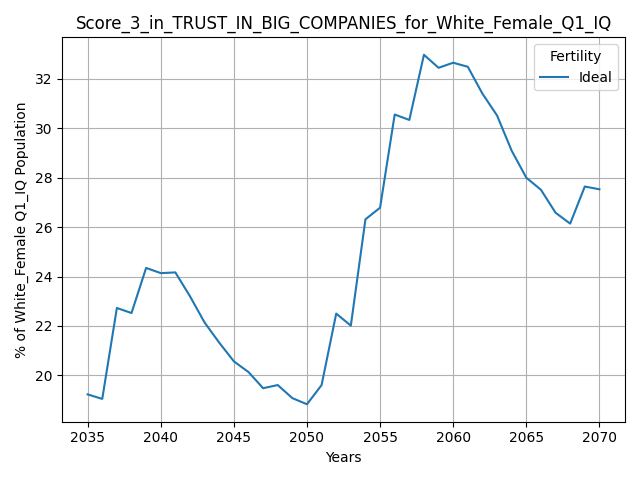 Score_3_in_TRUST_IN_BIG_COMPANIES_for_White_Female_Q1_IQ
Fertility
Ideal
% of White_Female Q1_IQ Population
32
30
28
26
24
22
20
2035 2040 2045 2050 2055 2060 2065 2070
Years